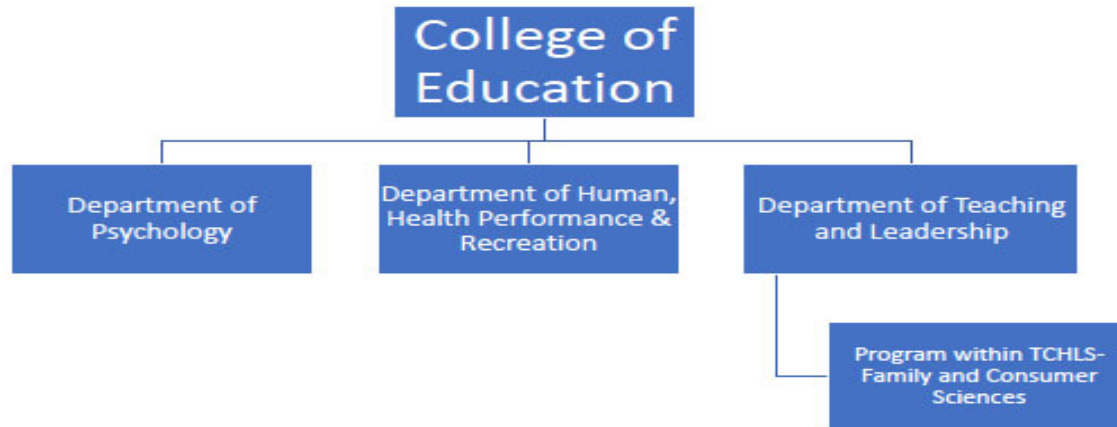 College of
Education
Department of
Psychology
Department of Human,
Health Performance &
Recreation
Department of Teaching
and Leadership
Program within TCHLS-
Family and Consumer
Sciences